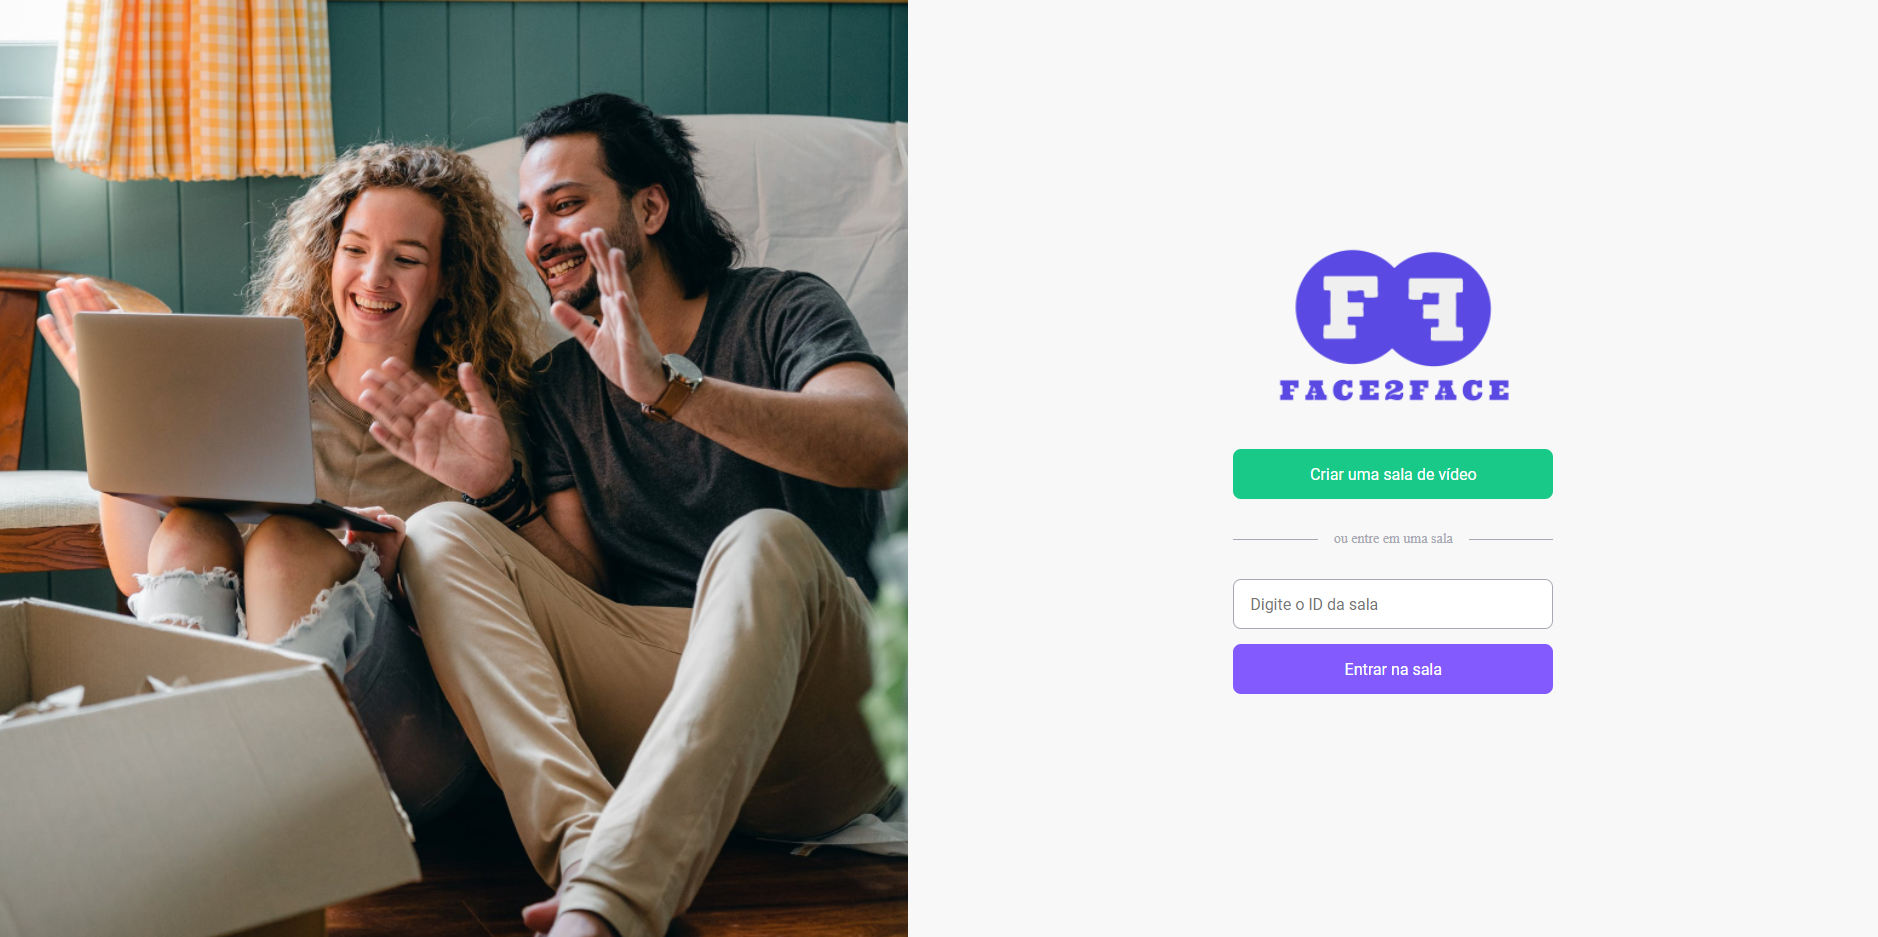 F F
FACE2FACE
Criar uma sala de vídeo
ou entre em uma sala
Digite o ID da sala
Entrar na sala